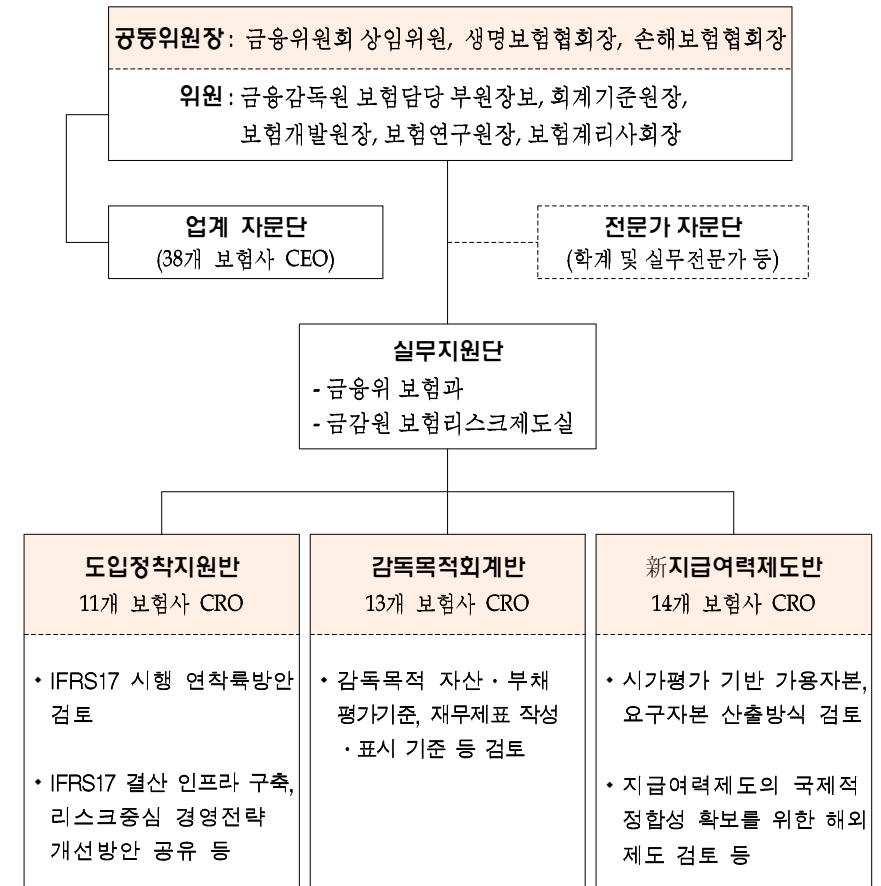 공동위원장 : 금융위원회 상임위원, 생명보험협회장, 손해보험협회장
위원 : 금융감독원 보험담당 부원장보, 회계기준원장,
보험개발원장, 보험연구원장, 보험계리사회장
업계 자문단
(38개 보험사 CEO)
전문가 자문단
(학계 및 실무전문가 등)
실무지원단
- 금융위 보험과
- 금감원 보험리스크제도실
도입정착지원반
11개 보험사 CRO
• IFRS17 시행 연착륙방안
검토
• IFRS17 결산 인프라 구축,
리스크중심 경영전략
개선방안 공유 등
감독목적회계반
13개 보험사 CRO
• 감독목적 자산·부채
평가기준, 재무제표 작성
·표시 기준 등 검토
新지급여력제도반
14개 보험사 CRO
• 시가평가 기반 가용자본,
요구자본 산출방식 검토
• 지급여력제도의 국제적
정합성 확보를 위한 해외
제도 검토 등